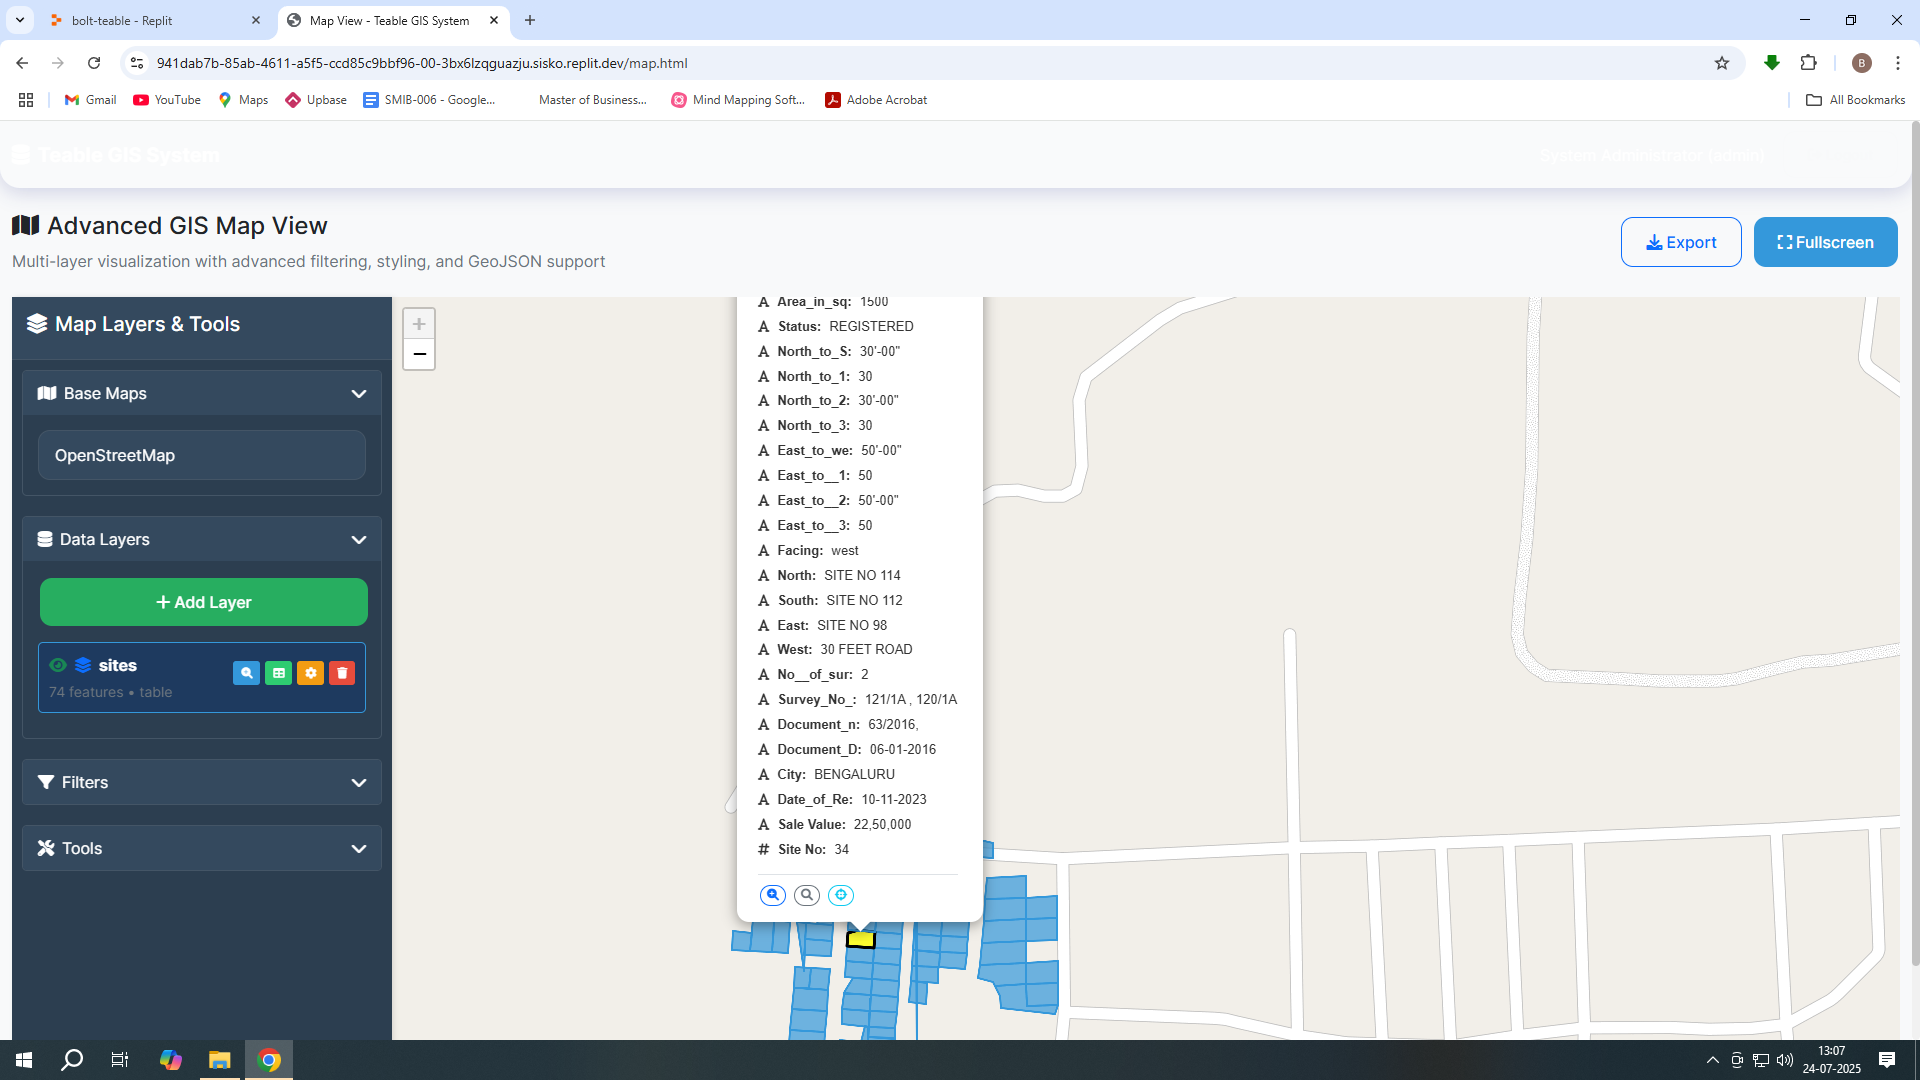 bolt-teable - Replit
Map View - Teable GIS System
941dab7b-85ab-4611-a5f5-ccd85c9bbf96-00-3bx6lzqguazju.sisko.replit.dev/map.html
B
Gmail
YouTube
Maps
Upbase
SMIB-006 - Google...
Master of Business...
Mind Mapping Soft...
Adobe Acrobat
All Bookmarks
Teable GIS System
System Administrator (admin)
Advanced GIS Map View
Multi-layer visualization with advanced filtering, styling, and GeoJSON support
Export
Fullscreen
Map Layers & Tools
Base Maps
OpenStreetMap
Data Layers
+ Add Layer
sites
74 features • table
Filters
Tools
+
−
A Area_in_sq: 1500
A Status: REGISTERED
A North_to_S: 30'-00"
A North_to_1: 30
A North_to_2: 30'-00"
A North_to_3: 30
A East_to_we: 50'-00"
A East_to__1: 50
A East_to__2: 50'-00"
A East_to__3: 50
A Facing: west
A North: SITE NO 114
A South: SITE NO 112
A East: SITE NO 98
A West: 30 FEET ROAD
A No__of_sur: 2
A Survey_No_: 121/1A , 120/1A
A Document_n: 63/2016,
A Document_D: 06-01-2016
A City: BENGALURU
A Date_of_Re: 10-11-2023
A Sale Value: 22,50,000
# Site No: 34
13:07
24-07-2025